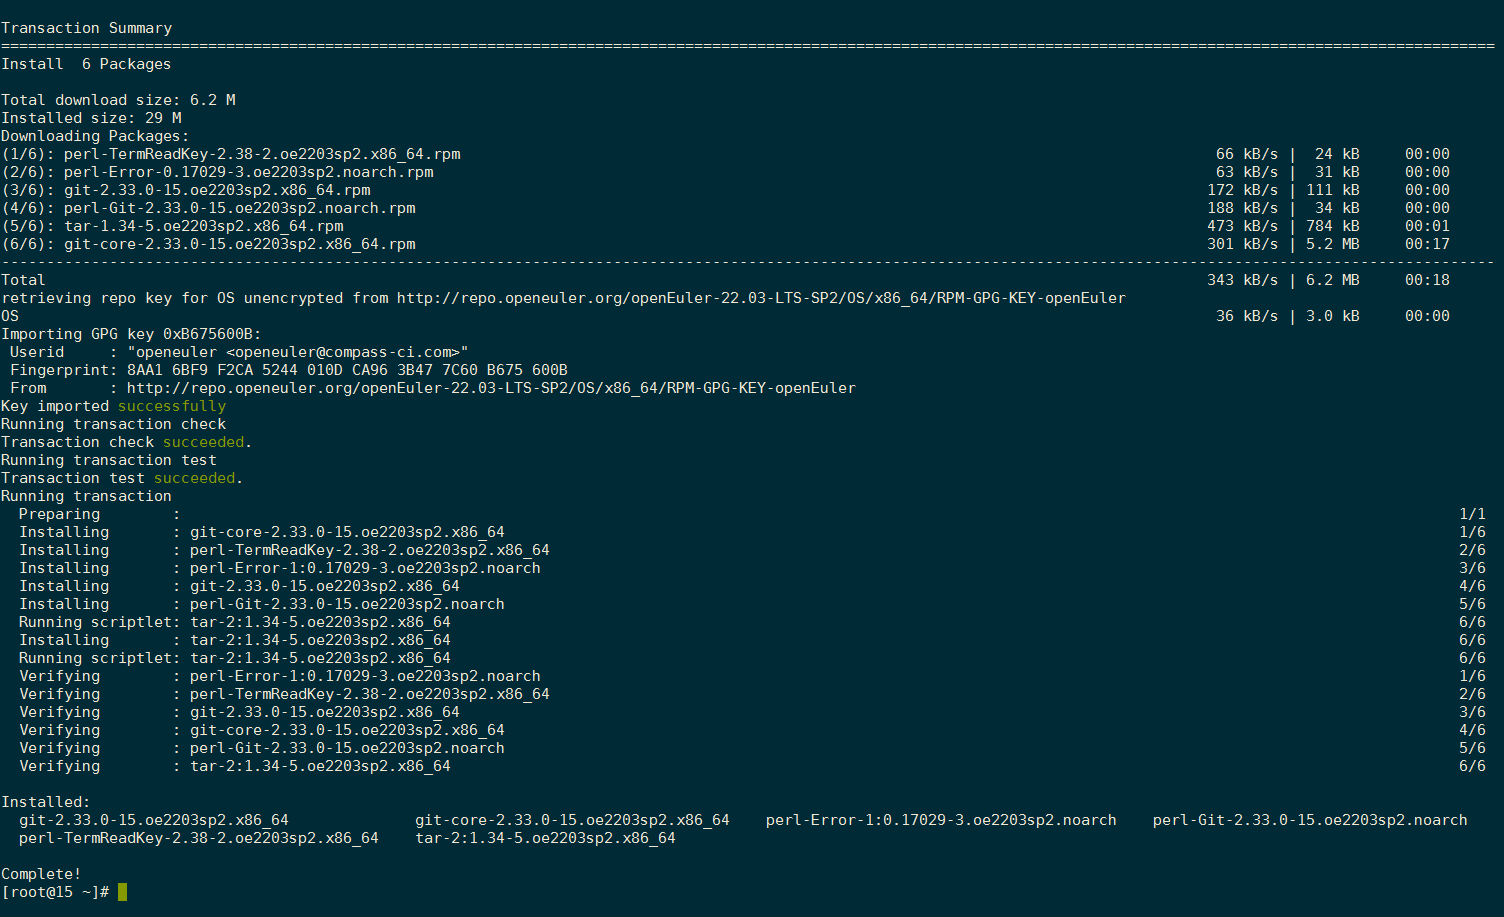 Transaction Summary
================================================================================================================================================================
Install  6 Packages

Total download size: 6.2 M
Installed size: 29 M
Downloading Packages:
(1/6): perl-TermReadKey-2.38-2.oe2203sp2.x86_64.rpm 66 kB/s |  24 kB     00:00
(2/6): perl-Error-0.17029-3.oe2203sp2.noarch.rpm 63 kB/s |  31 kB     00:00
(3/6): git-2.33.0-15.oe2203sp2.x86_64.rpm 172 kB/s | 111 kB     00:00
(4/6): perl-Git-2.33.0-15.oe2203sp2.noarch.rpm 188 kB/s |  34 kB     00:00
(5/6): tar-1.34-5.oe2203sp2.x86_64.rpm 473 kB/s | 784 kB     00:01
(6/6): git-core-2.33.0-15.oe2203sp2.x86_64.rpm 301 kB/s | 5.2 MB     00:17
----------------------------------------------------------------------------------------------------------------------------------------------------------------
Total 343 kB/s | 6.2 MB     00:18
retrieving repo key for OS unencrypted from http://repo.openeuler.org/openEuler-22.03-LTS-SP2/OS/x86_64/RPM-GPG-KEY-openEuler
OS 36 kB/s | 3.0 kB     00:00
Importing GPG key 0xB675600B:
 Userid     : "openeuler <openeuler@compass-ci.com>"
 Fingerprint: 8AA1 6BF9 F2CA 5244 010D CA96 3B47 7C60 B675 600B
 From       : http://repo.openeuler.org/openEuler-22.03-LTS-SP2/OS/x86_64/RPM-GPG-KEY-openEuler
Key imported successfully
Running transaction check
Transaction check succeeded.
Running transaction test
Transaction test succeeded.
Running transaction
  Preparing        : 1/1
  Installing       : git-core-2.33.0-15.oe2203sp2.x86_64 1/6
  Installing       : perl-TermReadKey-2.38-2.oe2203sp2.x86_64 2/6
  Installing       : perl-Error-1:0.17029-3.oe2203sp2.noarch 3/6
  Installing       : git-2.33.0-15.oe2203sp2.x86_64 4/6
  Installing       : perl-Git-2.33.0-15.oe2203sp2.noarch 5/6
  Running scriptlet: tar-2:1.34-5.oe2203sp2.x86_64 6/6
  Installing       : tar-2:1.34-5.oe2203sp2.x86_64 6/6
  Running scriptlet: tar-2:1.34-5.oe2203sp2.x86_64 6/6
  Verifying        : perl-Error-1:0.17029-3.oe2203sp2.noarch 1/6
  Verifying        : perl-TermReadKey-2.38-2.oe2203sp2.x86_64 2/6
  Verifying        : git-2.33.0-15.oe2203sp2.x86_64 3/6
  Verifying        : git-core-2.33.0-15.oe2203sp2.x86_64 4/6
  Verifying        : perl-Git-2.33.0-15.oe2203sp2.noarch 5/6
  Verifying        : tar-2:1.34-5.oe2203sp2.x86_64 6/6

Installed:
  git-2.33.0-15.oe2203sp2.x86_64              git-core-2.33.0-15.oe2203sp2.x86_64    perl-Error-1:0.17029-3.oe2203sp2.noarch    perl-Git-2.33.0-15.oe2203sp2.noarch
  perl-TermReadKey-2.38-2.oe2203sp2.x86_64    tar-2:1.34-5.oe2203sp2.x86_64

Complete!
[root@15 ~]#